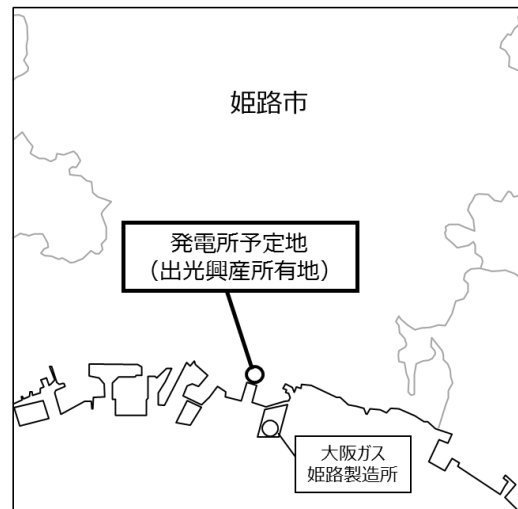 姫路市
発電所予定地
（出光興産所有地）
大阪ガス
姫路製造所